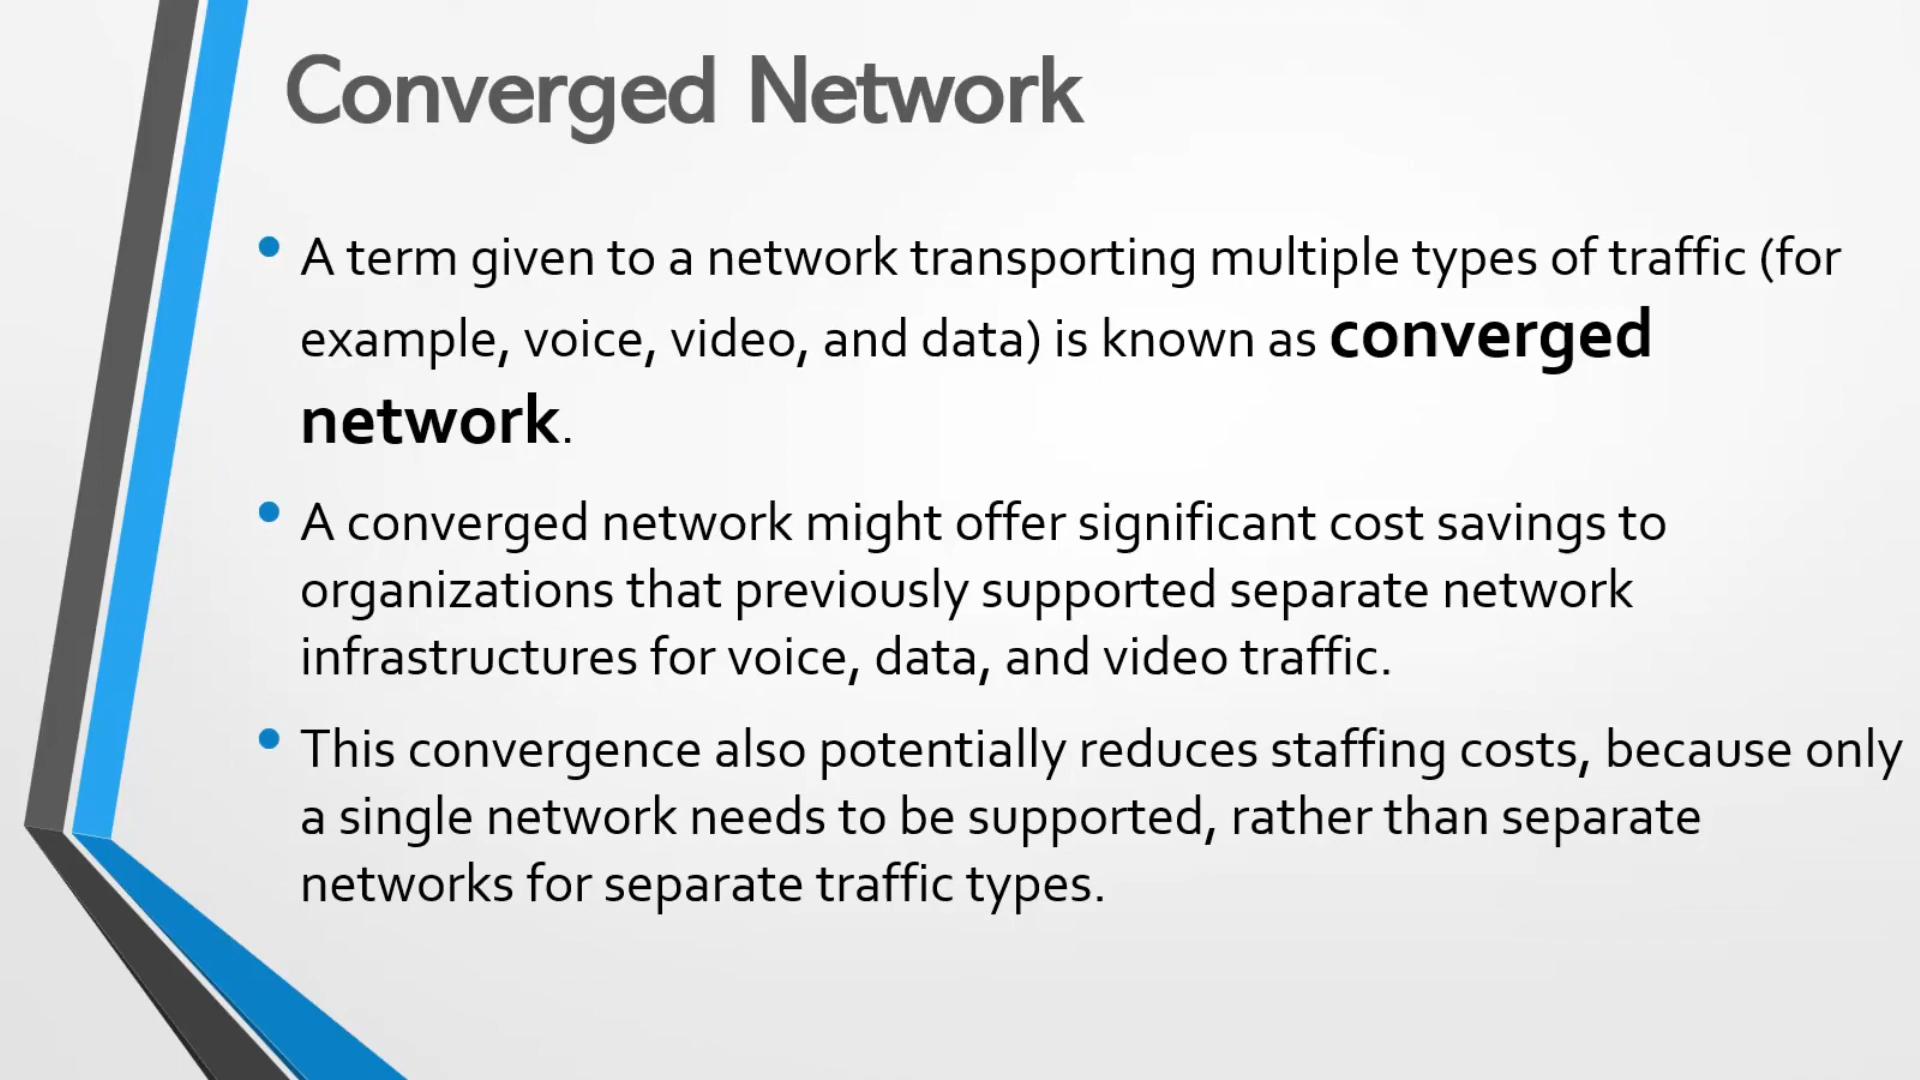 Converged Network
• A term given to a network transporting multiple types of traffic (for
example, voice, video, and data) is known as converged
network.
• A converged network might offer significant cost savings to
organizations that previously supported separate network
infrastructures for voice, data, and video traffic.
• This convergence also potentially reduces staffing costs, because only
a single network needs to be supported, rather than separate
networks for separate traffic types.